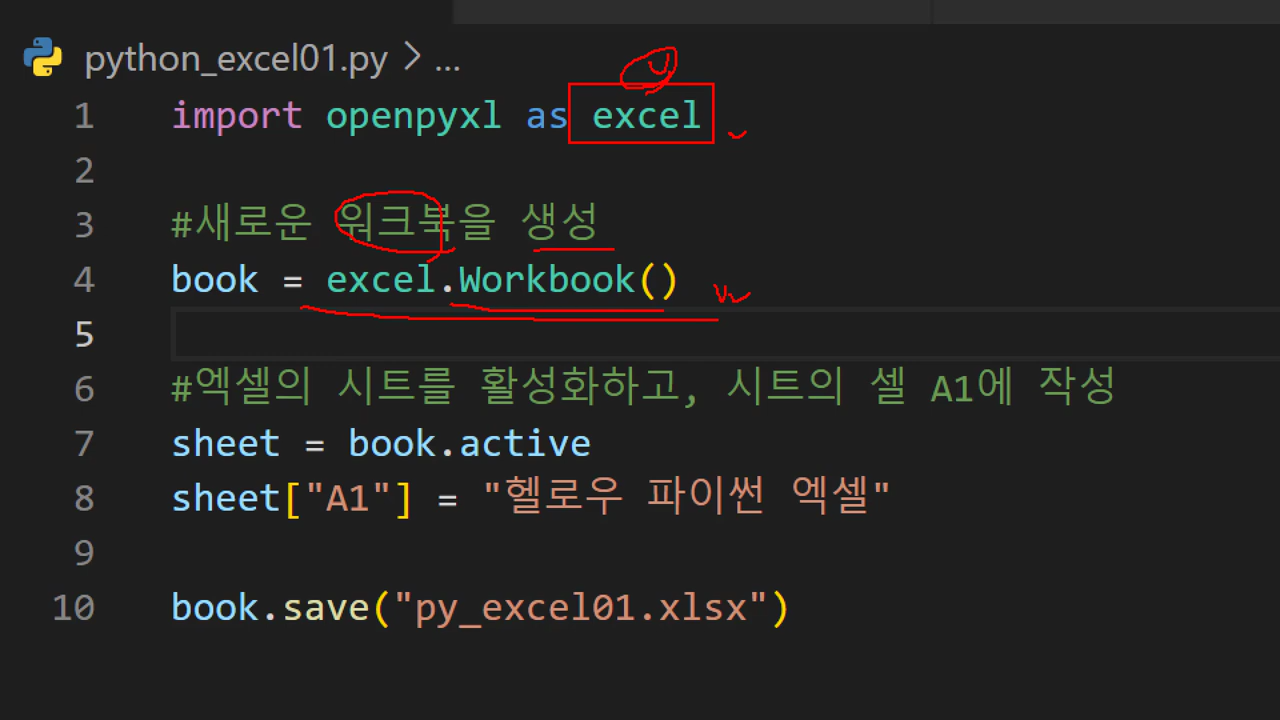 python_excel01.py > ...
1 import openpyxl as excel
2
3 #새로운 워크북을 생성
4 book = excel.Workbook()
5
6 #엑셀의 시트를 활성화하고, 시트의 셀 A1에 작성
7 sheet = book.active
8 sheet["A1"] = "헬로우 파이썬 엑셀"
9
10 book.save("py_excel01.xlsx")